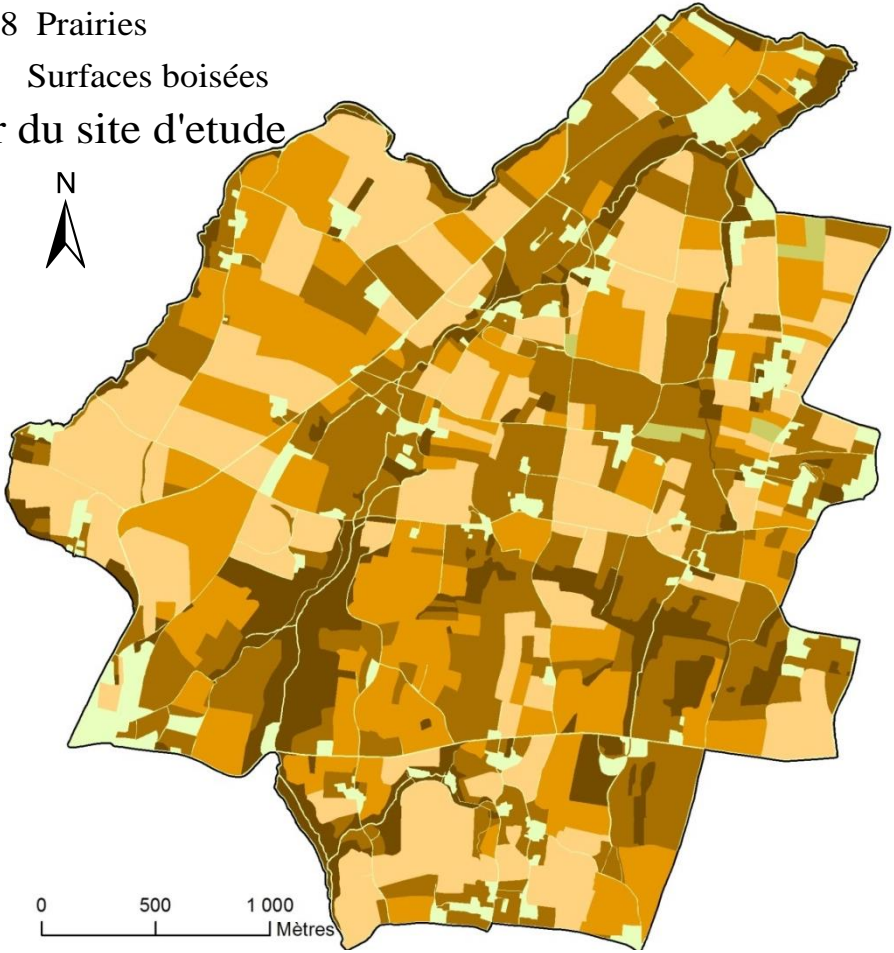 8 Prairies
Surfaces boisées
r du site d'etude
N
0 500 1 000
Mètres